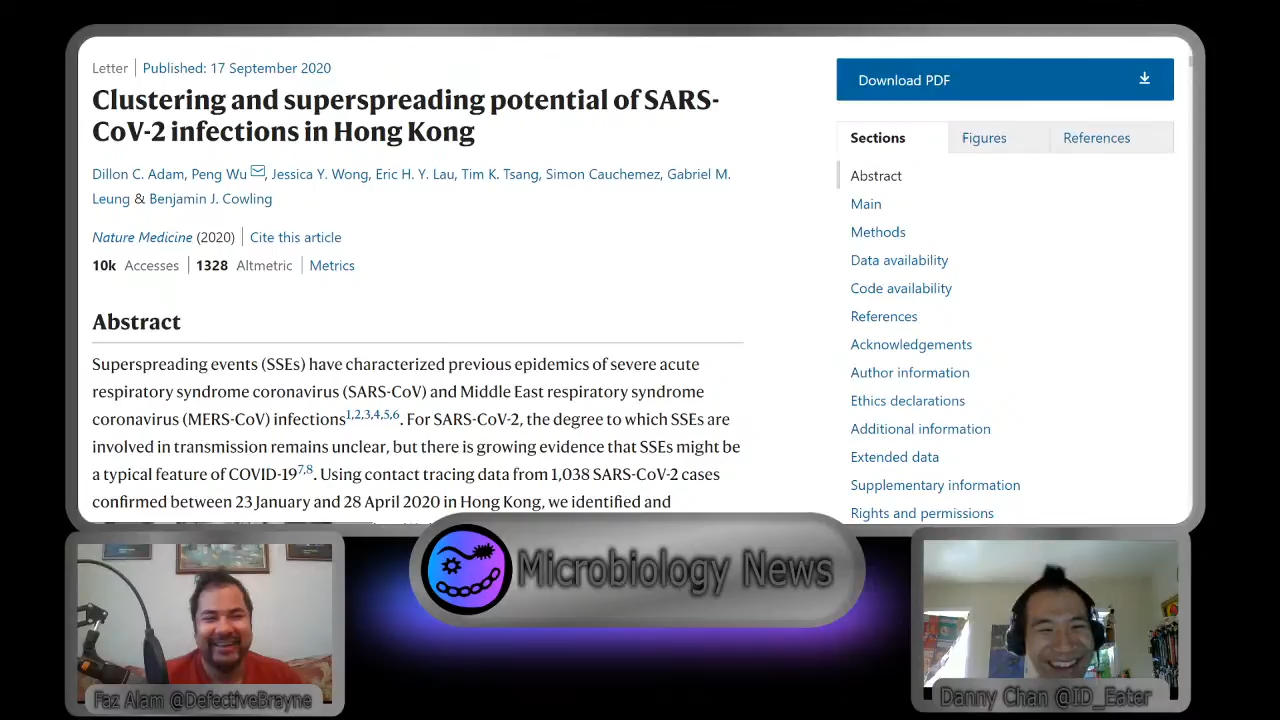 Letter Published: 17 September 2020
Clustering and superspreading potential of SARS-
CoV-2 infections in Hong Kong
Dillon C. Adam, Peng Wu, Jessica Y. Wong, Eric H. Y. Lau, Tim K. Tsang, Simon Cauchemez, Gabriel M.
Leung & Benjamin J. Cowling
Nature Medicine (2020) Cite this article
10k Accesses 1328 Altmetric Metrics
Abstract
Superspreading events (SSEs) have characterized previous epidemics of severe acute
respiratory syndrome coronavirus (SARS-CoV) and Middle East respiratory syndrome
coronavirus (MERS-CoV) infections1,2,3,4,5,6. For SARS-CoV-2, the degree to which SSEs are
involved in transmission remains unclear, but there is growing evidence that SSEs might be
a typical feature of COVID-197,8. Using contact tracing data from 1,038 SARS-CoV-2 cases
confirmed between 23 January and 28 April 2020 in Hong Kong, we identified and
Download PDF
Sections Figures References
Abstract
Main
Methods
Data availability
Code availability
References
Acknowledgements
Author information
Ethics declarations
Additional information
Extended data
Supplementary information
Rights and permissions
Microbiology News
Faz Alam @DefectiveBrayne
Danny Chan @ID_Eater